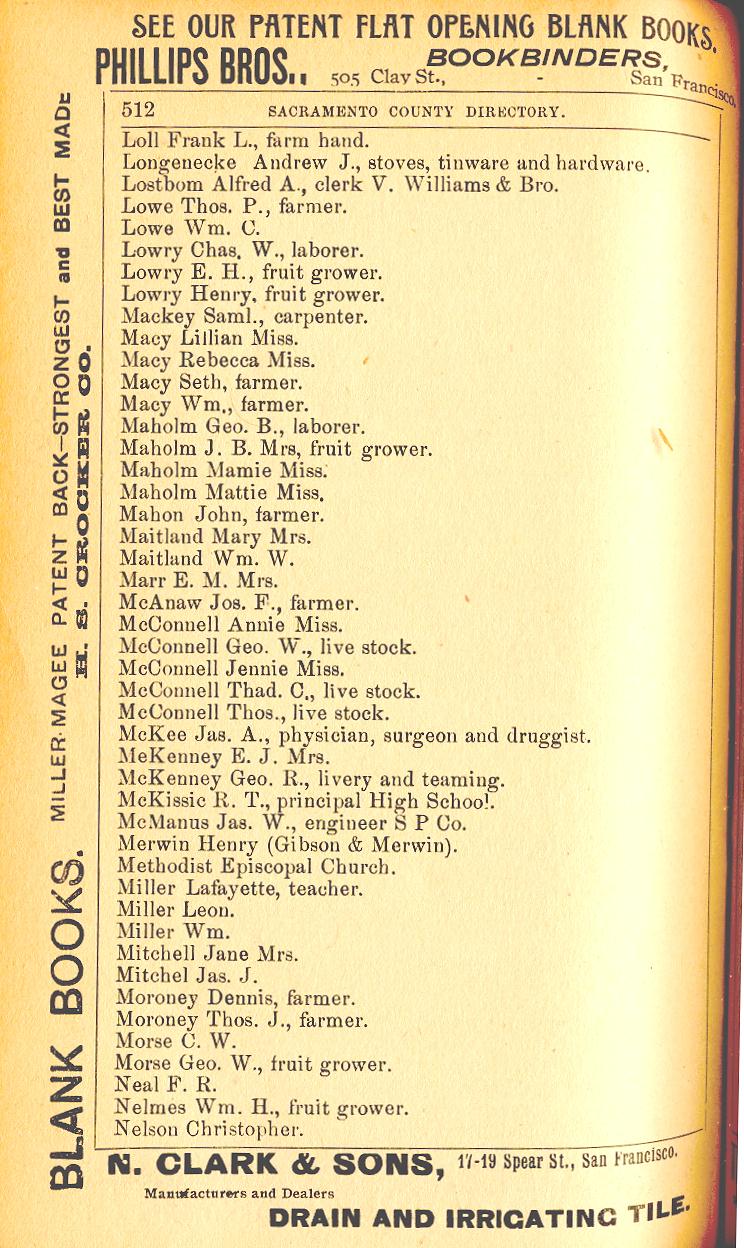 SEE OUR PATENT FLAT OPENING BLANK BOOKS.
PHILLIPS BROS., BOOKBINDERS,
505 Clay St., - San Francisco.
512 SACRAMENTO COUNTY DIRECTORY.
Loll Frank L., farm hand.
Longenecke Andrew J., stoves, tinware and hardware.
Lostbom Alfred A., clerk V. Williams & Bro.
Lowe Thos. P., farmer.
Lowe Wm. C.
Lowry Chas. W., laborer.
Lowry E. H., fruit grower.
Lowry Henry, fruit grower.
Mackey Saml., carpenter.
Macy Lillian Miss.
Macy Rebecca Miss.
Macy Seth, farmer.
Macy Wm., farmer.
Maholm Geo. B., laborer.
Maholm J. B. Mrs, fruit grower.
Maholm Mamie Miss.
Maholm Mattie Miss.
Mahon John, farmer.
Maitland Mary Mrs.
Maitland Wm. W.
Marr E. M. Mrs.
McAnaw Jos. F., farmer.
McConnell Annie Miss.
McConnell Geo. W., live stock.
McConnell Jennie Miss.
McConnell Thad. C., live stock.
McConnell Thos., live stock.
McKee Jas. A., physician, surgeon and druggist.
MeKenney E. J. Mrs.
McKenney Geo. R., livery and teaming.
McKissic R. T., principal High School.
McManus Jas. W., engineer S P Co.
Merwin Henry (Gibson & Merwin).
Methodist Episcopal Church.
Miller Lafayette, teacher.
Miller Leon.
Miller Wm.
Mitchell Jane Mrs.
Mitchel Jas. J.
Moroney Dennis, farmer.
Moroney Thos. J., farmer.
Morse C. W.
Morse Geo. W., fruit grower.
Neal F. R.
Nelmes Wm. H., fruit grower.
Nelson Christopher.
BLANK BOOKS. MILLER-MAGEE PATENT BACK—STRONGEST and BEST MADE
H. S. CROCKER CO.
N. CLARK & SONS, 17-19 Spear St., San Francisco.
Manufacturers and Dealers
DRAIN AND IRRIGATING TILE.